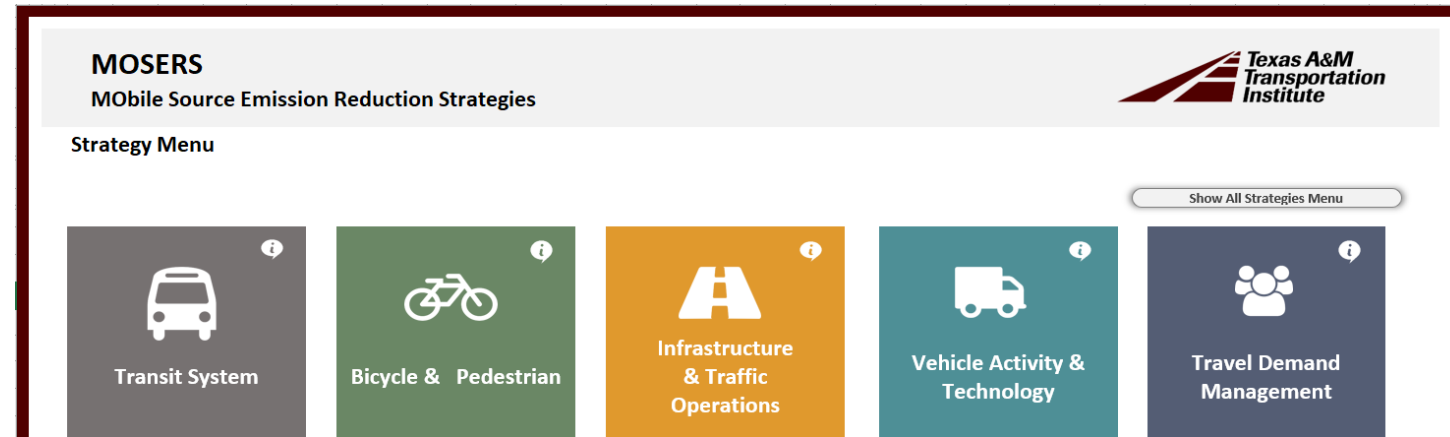 MOSERS
MObile Source Emission Reduction Strategies
Texas A&M
Transportation
Institute
Strategy Menu
Show All Strategies Menu
i
i
i
i
i
Transit System
Bicycle & Pedestrian
Infrastructure
& Traffic
Operations
Vehicle Activity &
Technology
Travel Demand
Management